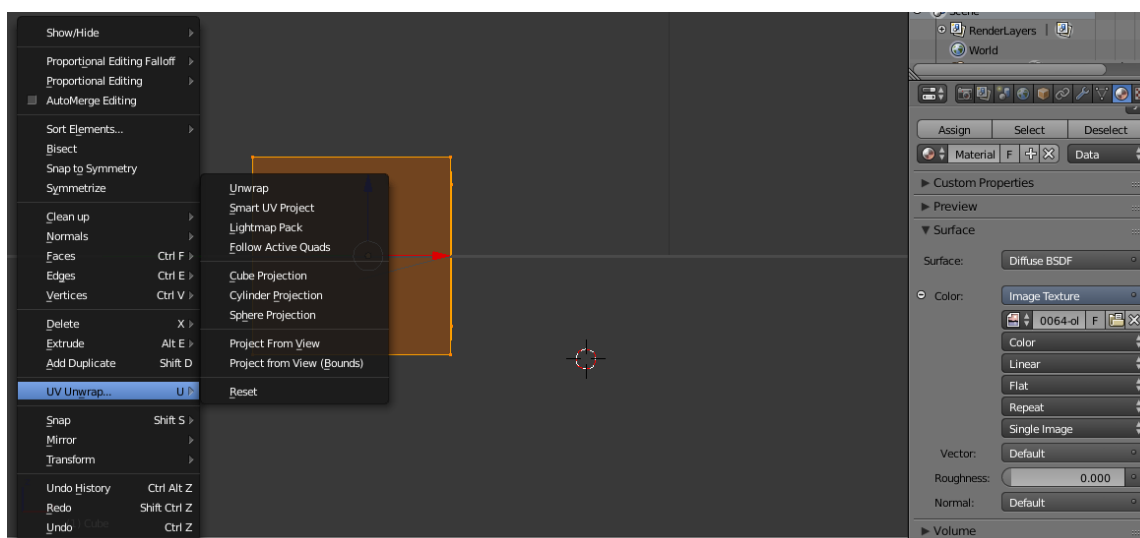 Show/Hide
Proportional Editing Falloff
Proportional Editing
AutoMerge Editing
Sort Elements...
Bisect
Snap to Symmetry
Symmetrize
Clean up
Normals
Faces Ctrl F
Edges Ctrl E
Vertices Ctrl V
Delete X
Extrude Alt E
Add Duplicate Shift D
UV Unwrap... U
Snap Shift S
Mirror
Transform
Undo History Ctrl Alt Z
Redo Shift Ctrl Z
Undo Ctrl Z
Cube
Unwrap
Smart UV Project
Lightmap Pack
Follow Active Quads
Cube Projection
Cylinder Projection
Sphere Projection
Project From View
Project from View (Bounds)
Reset
Scene
RenderLayers
World
Assign Select Deselect
Material F Data
Custom Properties
Preview
Surface
Surface: Diffuse BSDF
Color: Image Texture
0064-ol F
Color
Linear
Flat
Repeat
Single Image
Vector: Default
Roughness: 0.000
Normal: Default
Volume